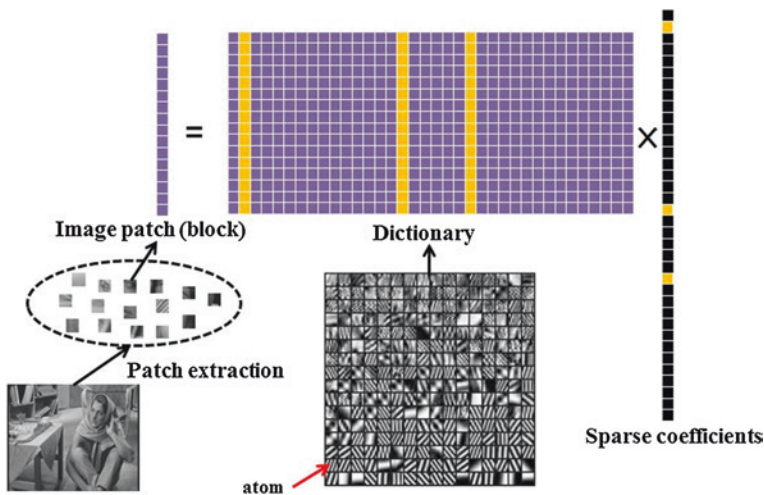 =
×
Image patch (block)
Dictionary
Patch extraction
Sparse coefficients
atom